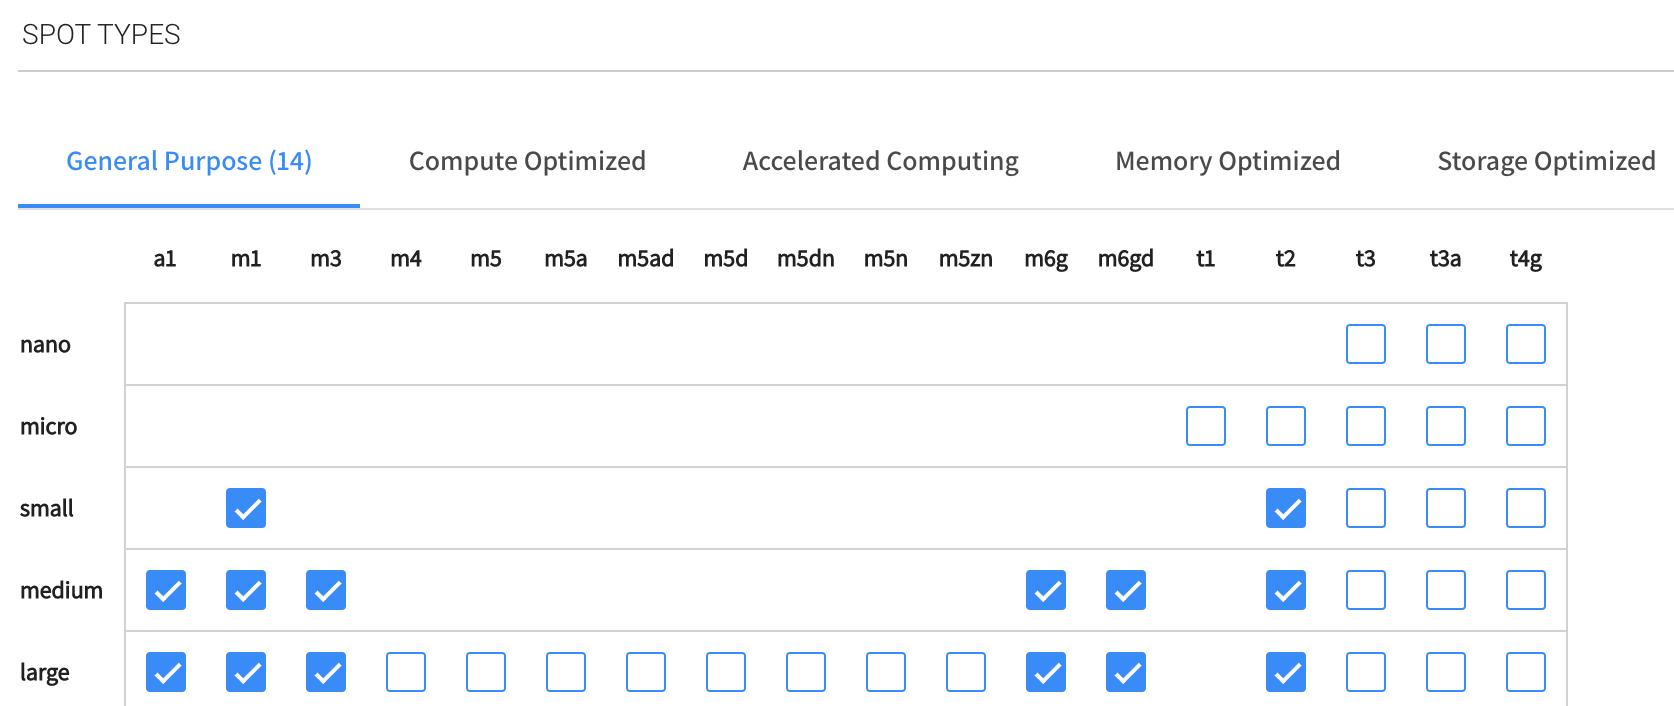 SPOT TYPES
General Purpose (14) Compute Optimized Accelerated Computing Memory Optimized Storage Optimized
a1 m1 m3 m4 m5 m5a m5ad m5d m5dn m5n m5zn m6g m6gd t1 t2 t3 t3a t4g
nano
micro
small
medium
large